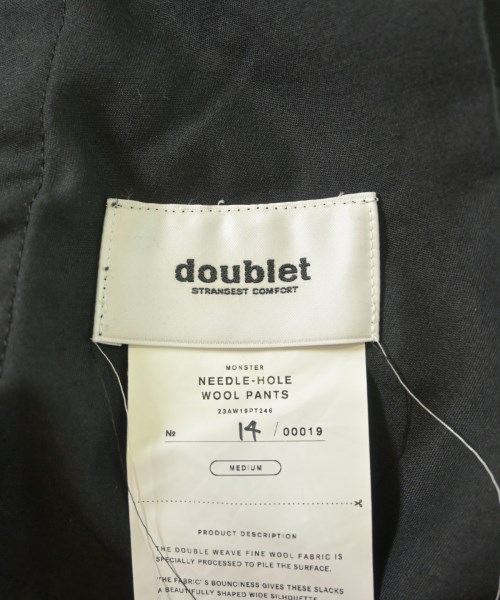 doublet
STRANGEST COMFORT
MONSTER
NEEDLE-HOLE
WOOL PANTS
23AW19PT246
№ 14 / 00019
MEDIUM
PRODUCT DESCRIPTION
THE DOUBLE WEAVE FINE WOOL FABRIC IS
SPECIALLY PROCESSED TO PILE THE SURFACE.
THE FABRIC'S BOUNCINESS GIVES THESE SLACKS
A BEAUTIFULLY SHAPED WIDE SILHOUETTE